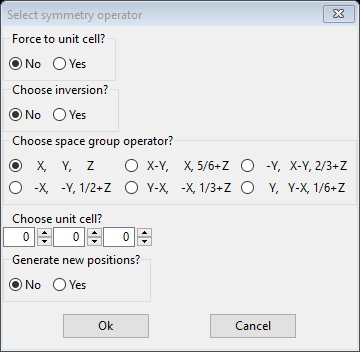 Select symmetry operator
Force to unit cell?
No Yes
Choose inversion?
No Yes
Choose space group operator?
X, Y, Z X-Y, X, 5/6+Z -Y, X-Y, 2/3+Z
-X, -Y, 1/2+Z Y-X, -X, 1/3+Z Y, Y-X, 1/6+Z
Choose unit cell?
0 0 0
Generate new positions?
No Yes
Ok Cancel